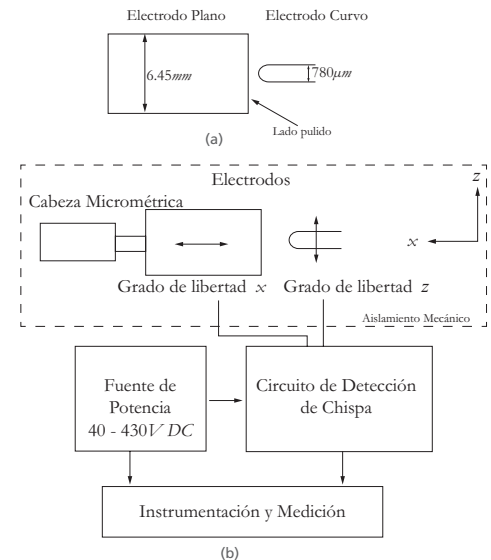 Electrodo Plano
Electrodo Curvo
6.45mm
780μm
Lado pulido
(a)
Electrodos
z
Cabeza Micrométrica
x
Grado de libertad x
Grado de libertad z
Aislamiento Mecánico
Fuente de
Potencia
40 - 430V DC
Circuito de Detección
de Chispa
Instrumentación y Medición
(b)